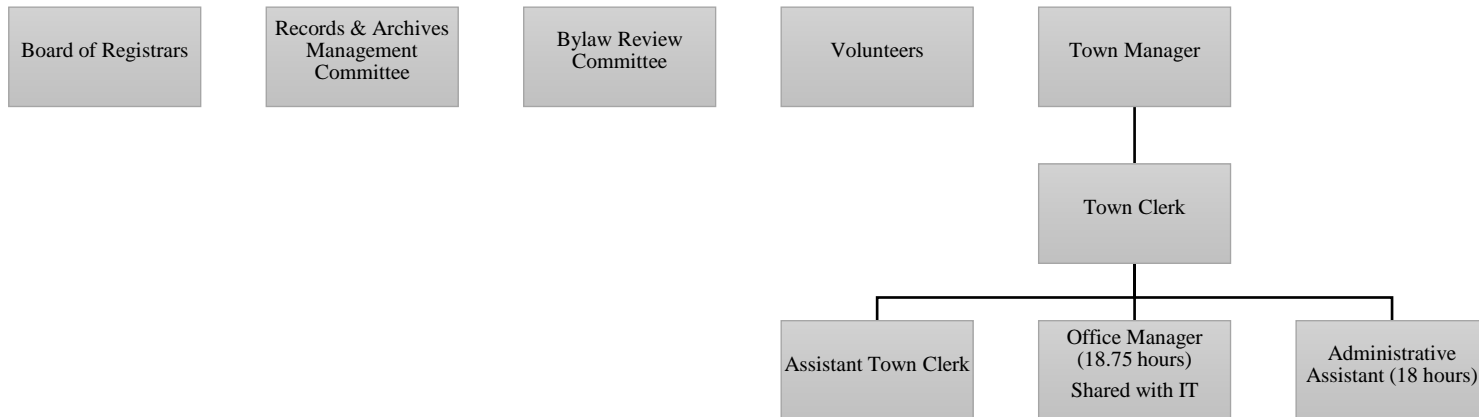 Board of Registrars
Records & Archives
Management
Committee
Bylaw Review
Committee
Volunteers
Town Manager
Town Clerk
Assistant Town Clerk
Office Manager
(18.75 hours)
Shared with IT
Administrative
Assistant (18 hours)